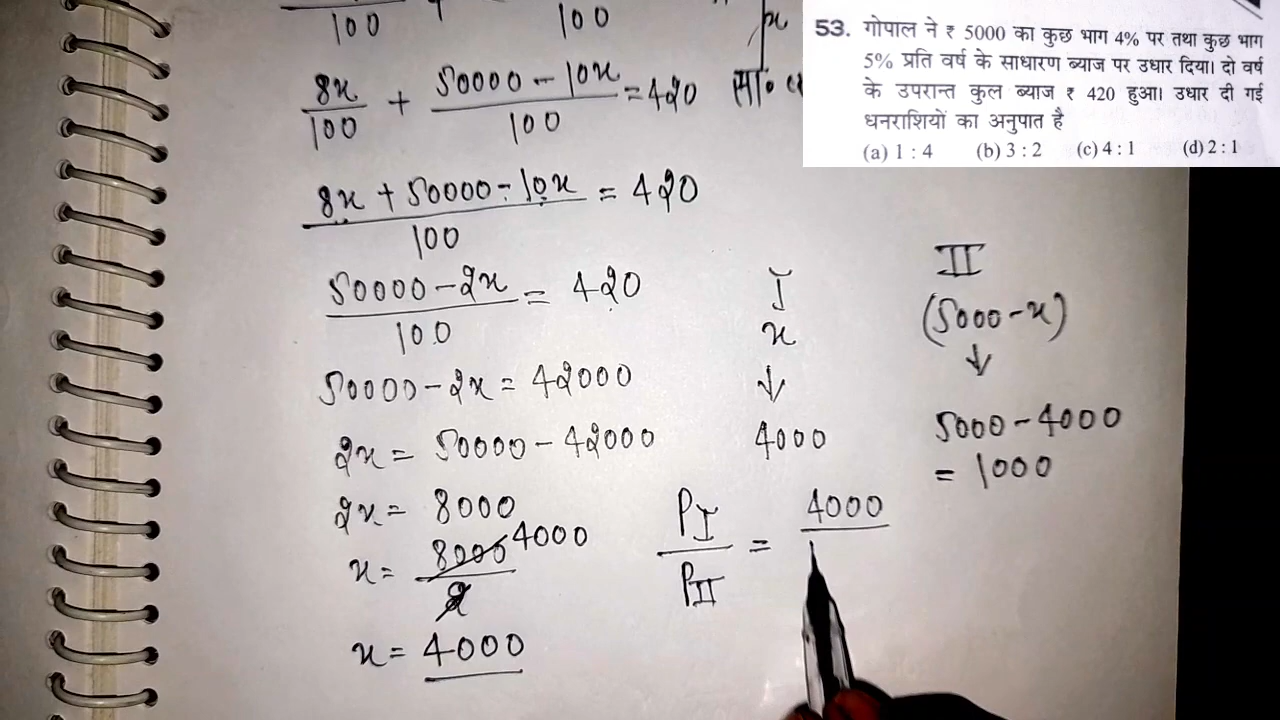 53. गोपाल ने ₹ 5000 का कुछ भाग 4% पर तथा कुछ भाग
5% प्रति वर्ष के साधारण ब्याज पर उधार दिया। दो वर्ष
के उपरान्त कुल ब्याज ₹ 420 हुआ। उधार दी गई
धनराशियों का अनुपात है
(a) 1 : 4 (b) 3 : 2 (c) 4 : 1 (d) 2 : 1
100 100
8x/100 + 50000 - 10x/100 = 420 सा०
8x + 50000 - 10x/100 = 420
50000 - 2x/100 = 420
50000 - 2x = 42000
2x = 50000 - 42000
2x = 8000
x = 8000/2 4000
x = 4000
I
x
↓
4000
II
(5000 - x)
↓
5000 - 4000
= 1000
PI/PII = 4000